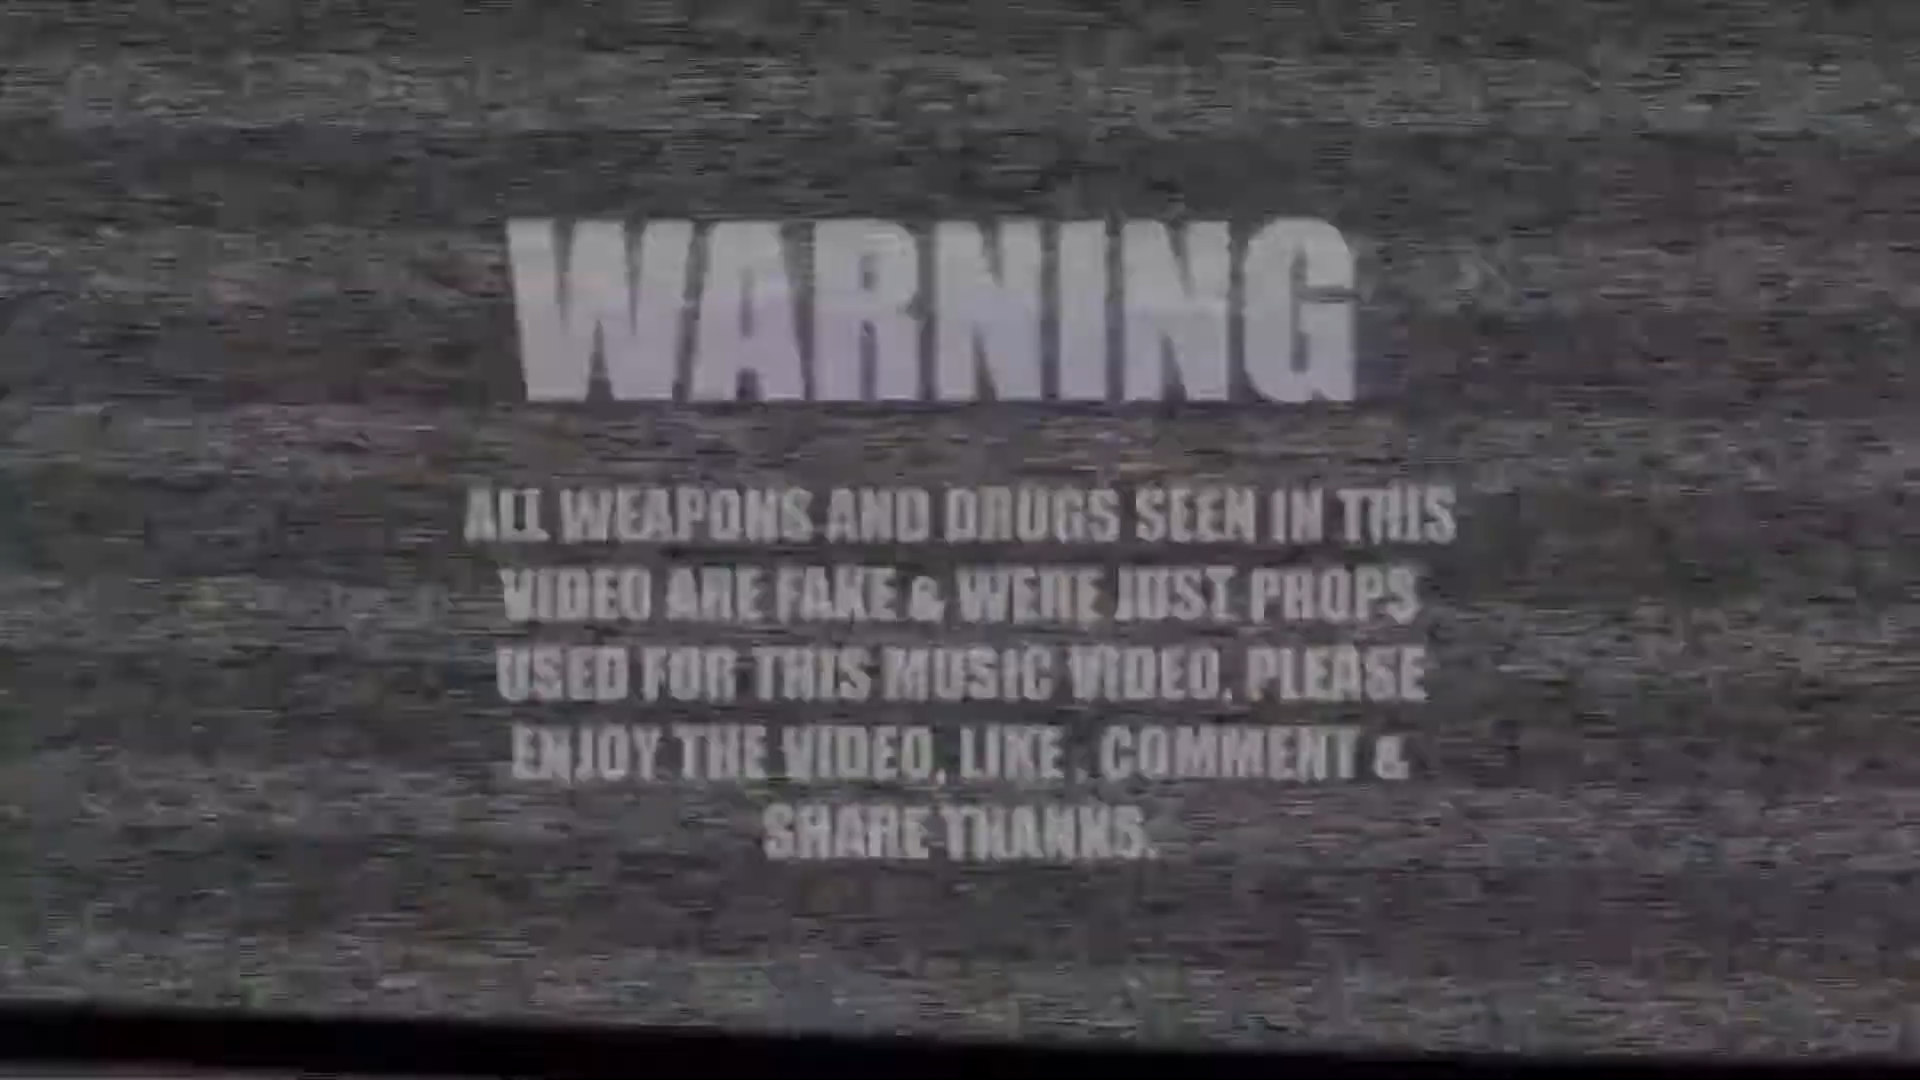 WARNING
ALL WEAPONS AND DRUGS SEEN IN THIS
VIDEO ARE FAKE & WERE JUST PROPS
USED FOR THIS MUSIC VIDEO, PLEASE
ENJOY THE VIDEO, LIKE , COMMENT &
SHARE THANKS.